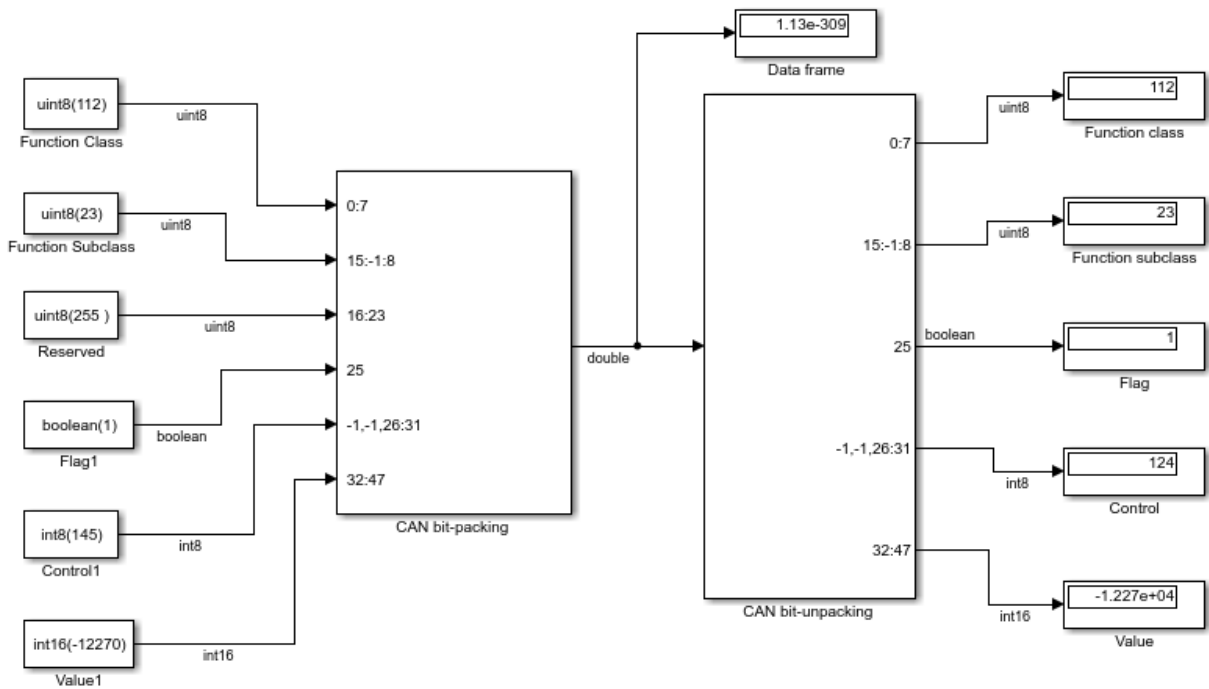 1.13e-309
Data frame
uint8(112)
Function Class
uint8
uint8(23)
Function Subclass
uint8
uint8(255 )
Reserved
uint8
boolean(1)
Flag1
boolean
int8(145)
Control1
int8
int16(-12270)
Value1
int16
0:7
15:-1:8
16:23
25
-1,-1,26:31
32:47
CAN bit-packing
double
0:7
15:-1:8
25
-1,-1,26:31
32:47
CAN bit-unpacking
uint8
112
Function class
uint8
23
Function subclass
boolean
1
Flag
int8
124
Control
int16
-1.227e+04
Value